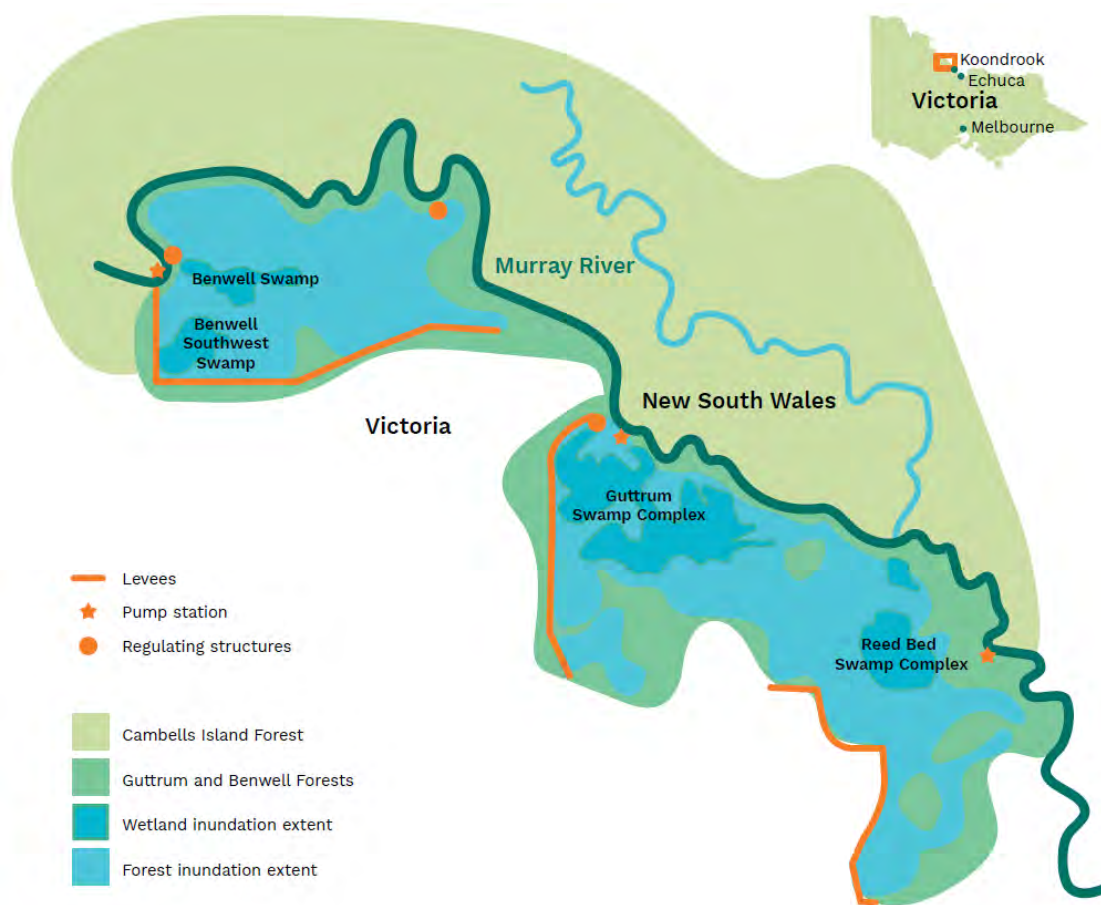 Koondrook
Echuca
Victoria
Melbourne
Murray River
Benwell Swamp
Benwell
Southwest
Swamp
Victoria
New South Wales
Guttrum
Swamp Complex
Reed Bed
Swamp Complex
Levees
Pump station
Regulating structures
Cambells Island Forest
Guttrum and Benwell Forests
Wetland inundation extent
Forest inundation extent